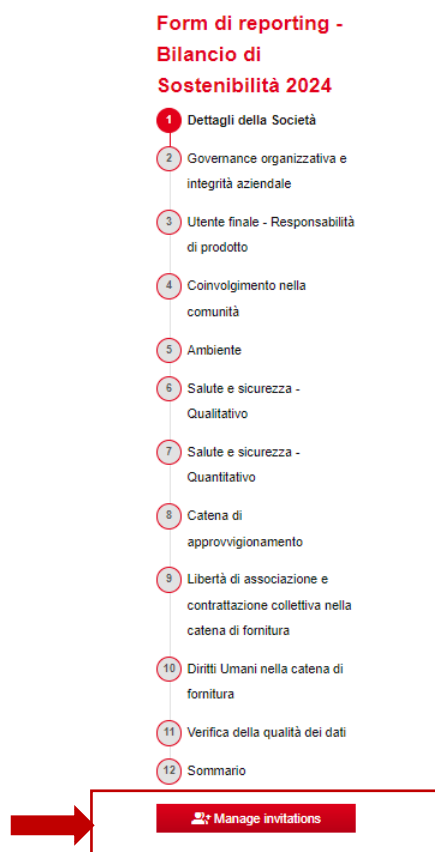 Form di reporting -
Bilancio di
Sostenibilità 2024
1 Dettagli della Società
2 Governance organizzativa e
integrità aziendale
3 Utente finale - Responsabilità
di prodotto
4 Coinvolgimento nella
comunità
5 Ambiente
6 Salute e sicurezza -
Qualitativo
7 Salute e sicurezza -
Quantitativo
8 Catena di
approvvigionamento
9 Libertà di associazione e
contrattazione collettiva nella
catena di fornitura
10 Diritti Umani nella catena di
fornitura
11 Verifica della qualità dei dati
12 Sommario
Manage invitations